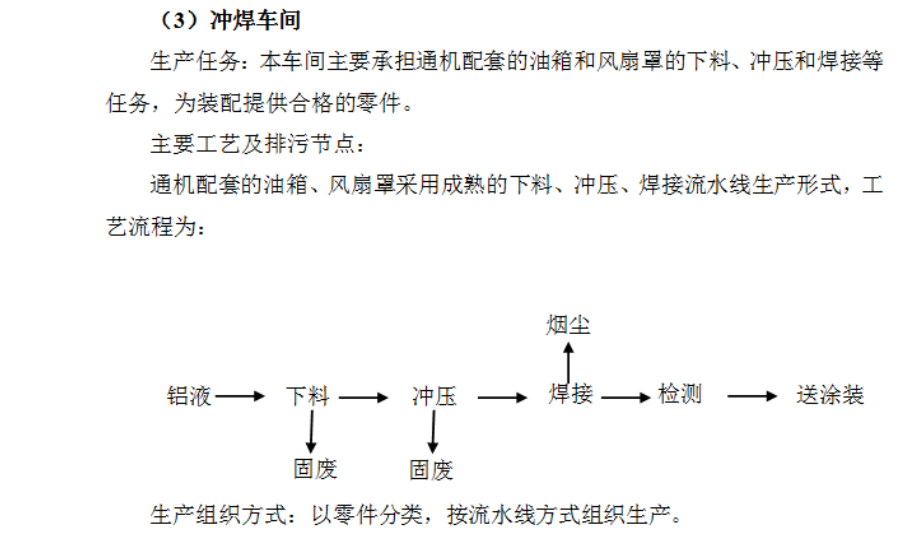 （3）冲焊车间
生产任务：本车间主要承担通机配套的油箱和风扇罩的下料、冲压和焊接等
任务，为装配提供合格的零件。
主要工艺及排污节点：
通机配套的油箱、风扇罩采用成熟的下料、冲压、焊接流水线生产形式，工
艺流程为：
烟尘
铝液 下料 冲压 焊接 检测 送涂装
固废 固废
生产组织方式：以零件分类，按流水线方式组织生产。